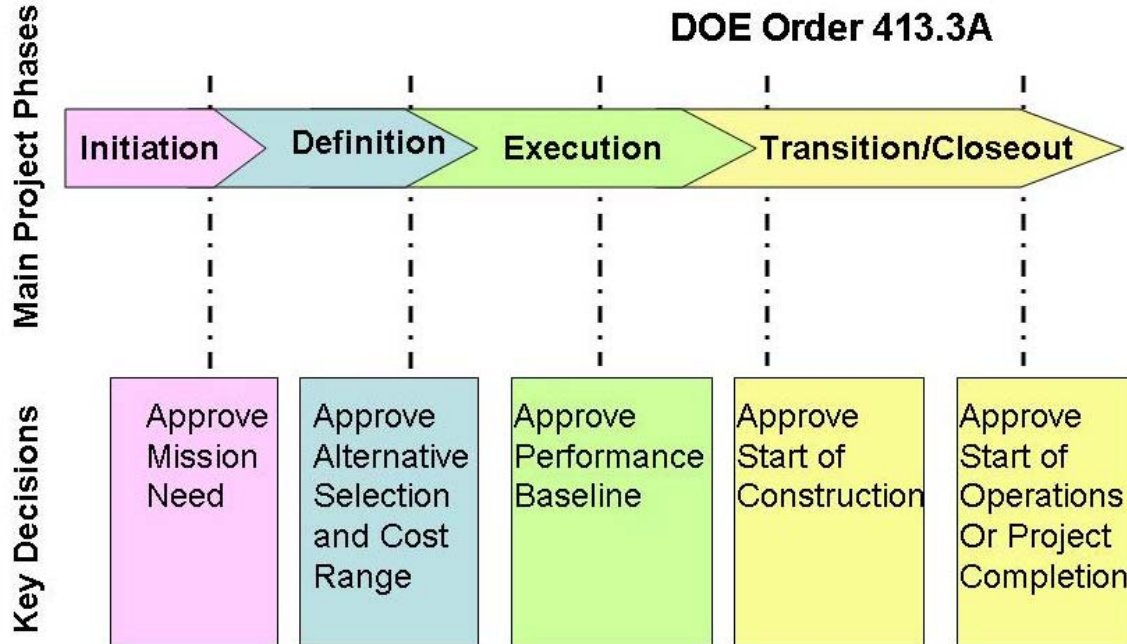 DOE Order 413.3A
Main Project Phases
Initiation
Definition
Execution
Transition/Closeout
Key Decisions
Approve
Mission
Need
Approve
Alternative
Selection
and Cost
Range
Approve
Performance
Baseline
Approve
Start of
Construction
Approve
Start of
Operations
Or Project
Completion